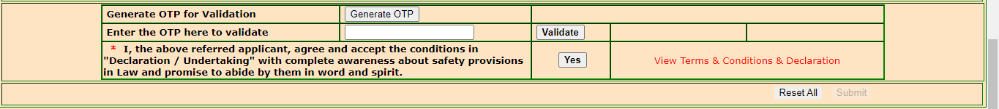 Generate OTP for Validation Generate OTP
Enter the OTP here to validate Validate
* I, the above referred applicant, agree and accept the conditions in
"Declaration / Undertaking" with complete awareness about safety provisions
in Law and promise to abide by them in word and spirit.
Yes
View Terms & Conditions & Declaration
Reset All Submit